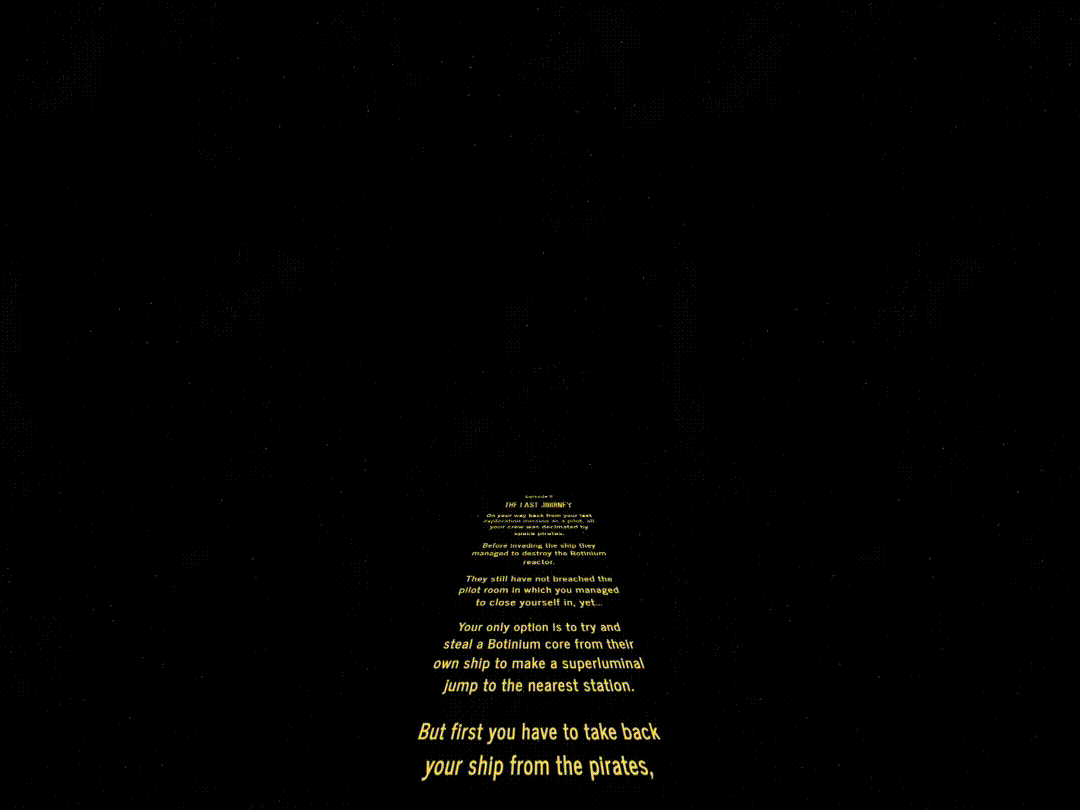 THE LAST JOURNEY
On your way back from your last
exploration mission as a pilot, all
your crew was decimated by
space pirates.
Before invading the ship they
managed to destroy the Botinium
reactor.
They still have not breached the
pilot room in which you managed
to close yourself in, yet...
Your only option is to try and
steal a Botinium core from their
own ship to make a superluminal
jump to the nearest station.
But first you have to take back
your ship from the pirates,